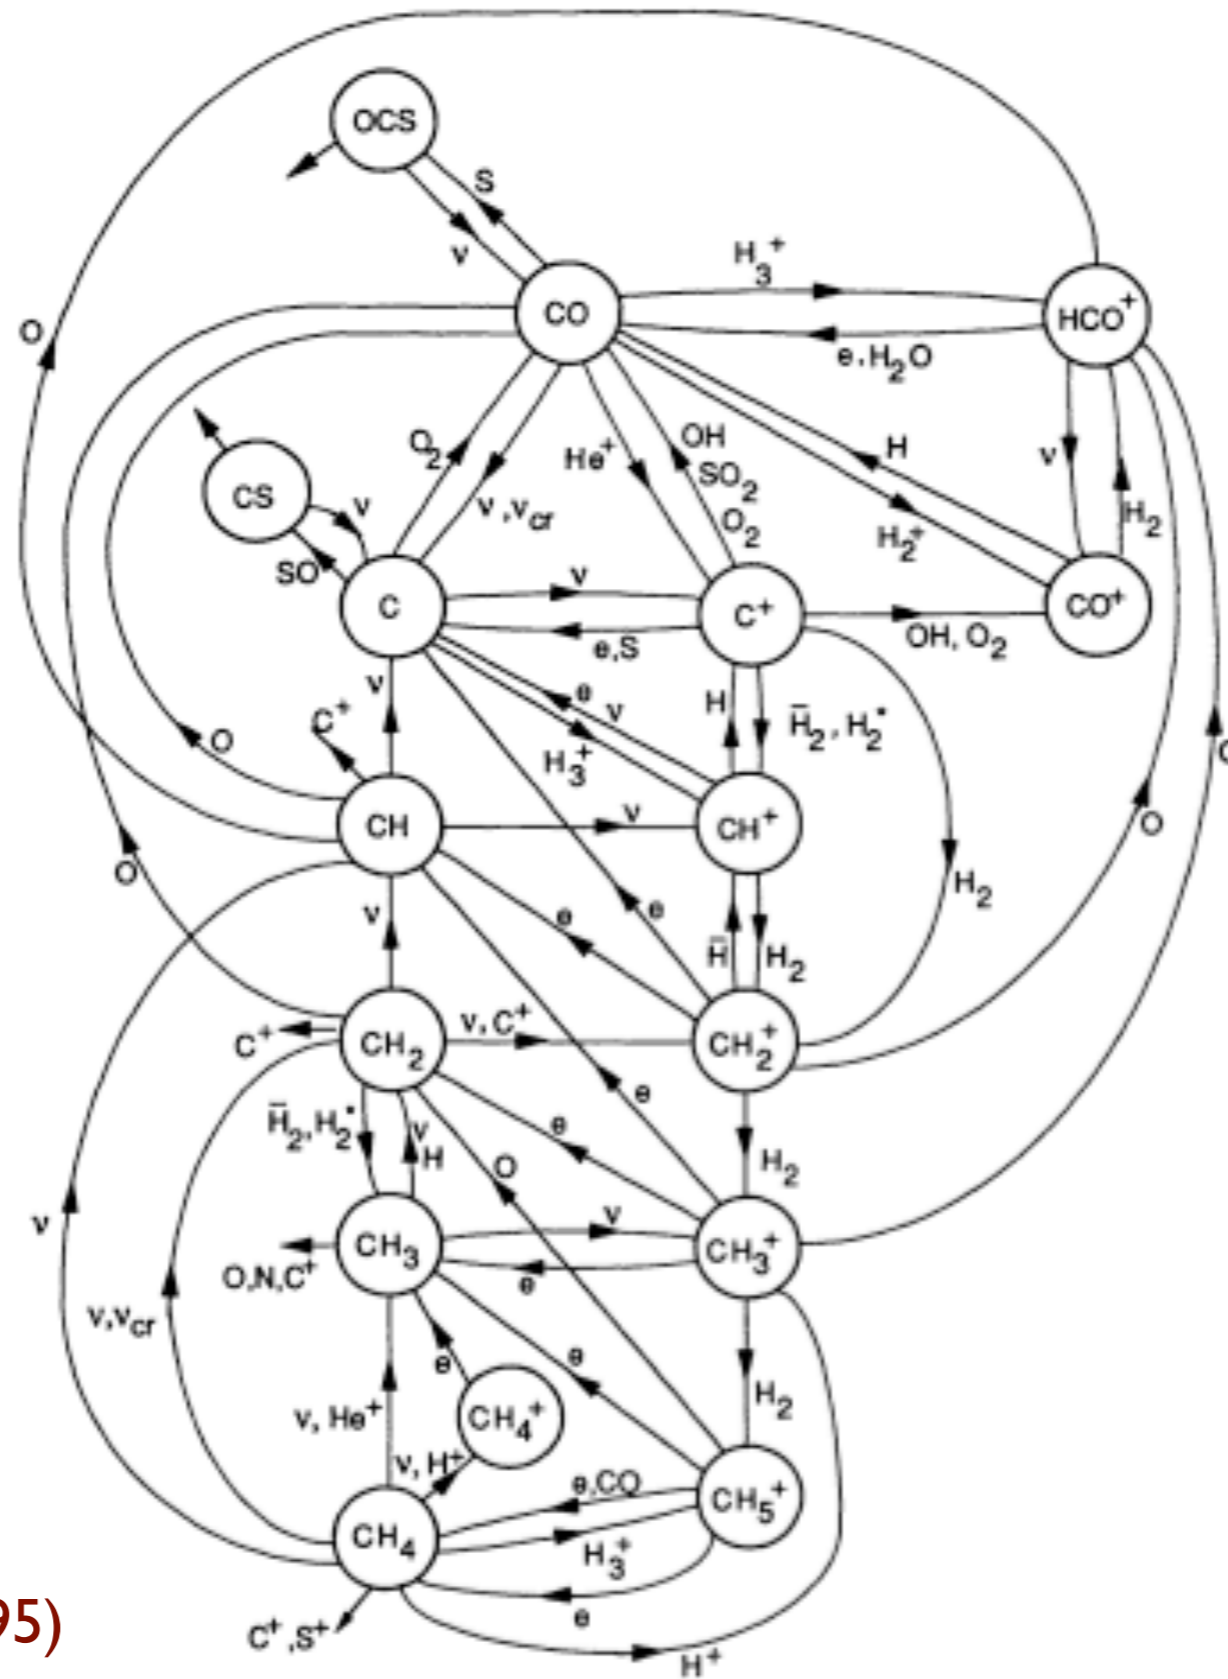 OCS
S
ν
H₃⁺
CO
HCO⁺
O
e.H₂O
O₂
ν,νcr
He⁺
OH
SO₂
O₂
H
ν
H₂⁺
H₂
CS
ν
SO
C
ν
C⁺
CO⁺
e,S
OH, O₂
ν
H
H̄₂, H₂*
C⁺
O
e
ν
H₃⁺
CH
ν
CH⁺
O
O
ν
e
e
H̄
H₂
H₂
CH₂
ν, C⁺
CH₂⁺
C⁺
H̄₂,H₂*
ν
H
e
e
O
H₂
ν
CH₃
ν
CH₃⁺
O,N,C⁺
e
ν,νcr
e
e
H₂
ν, He⁺
CH₄⁺
ν, H⁺
e,CO
CH₅⁺
CH₄
H₃⁺
e
C⁺,S⁺
H⁺
95)